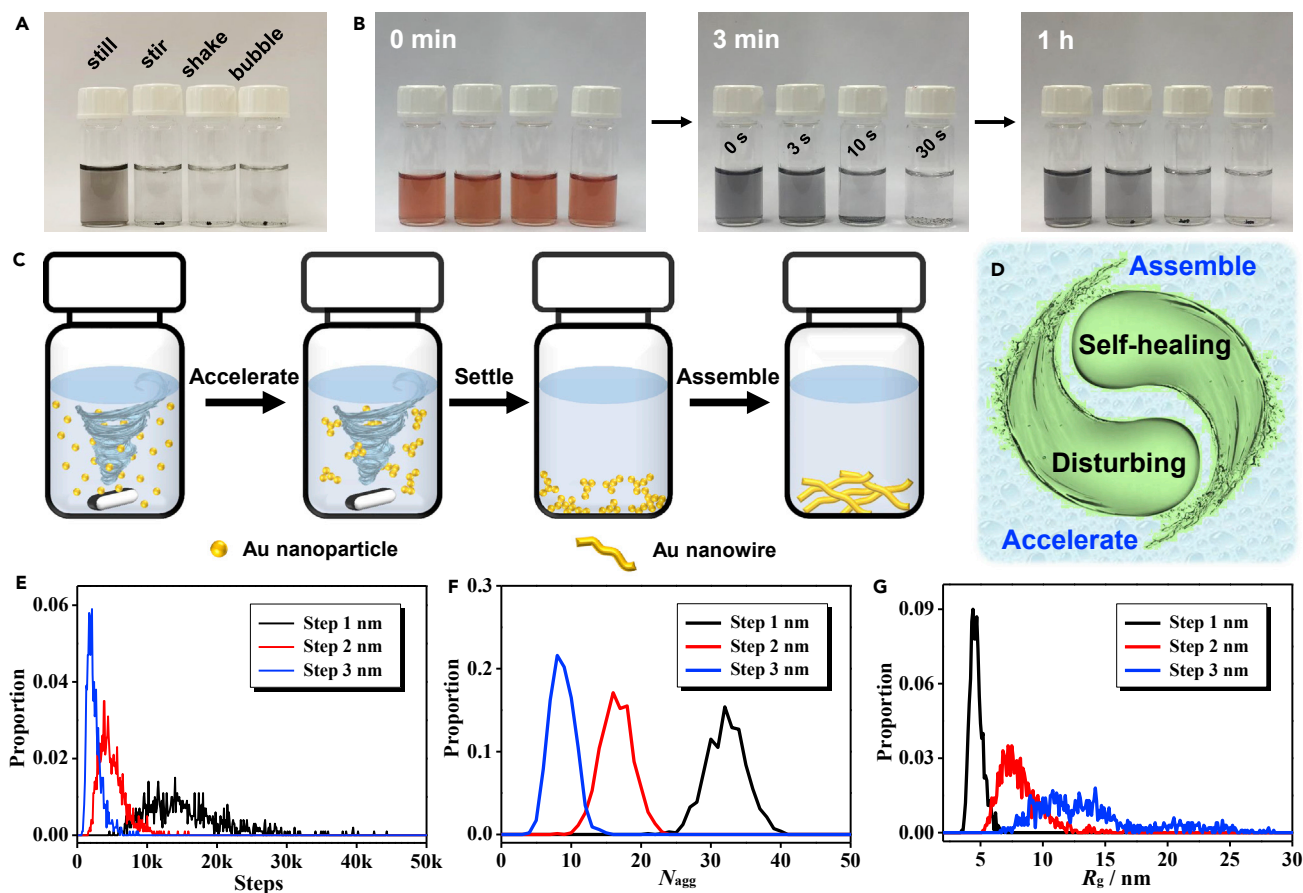 A
still
stir
shake
bubble
B
0 min
3 min
0 s
3 s
10 s
30 s
1 h
C
Accelerate
Settle
Assemble
Au nanoparticle
Au nanowire
D
Assemble
Self-healing
Disturbing
Accelerate
E
Proportion
0.06
0.04
0.02
0.00
Step 1 nm
Step 2 nm
Step 3 nm
0 10k 20k 30k 40k 50k
Steps
F
Proportion
0.3
0.2
0.1
0.0
Step 1 nm
Step 2 nm
Step 3 nm
0 10 20 30 40 50
Nagg
G
Proportion
0.09
0.06
0.03
0.00
Step 1 nm
Step 2 nm
Step 3 nm
5 10 15 20 25 30
Rg / nm